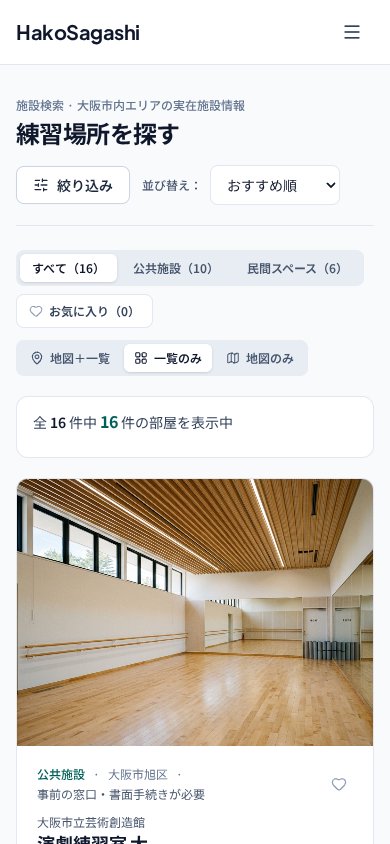 HakoSagashi
施設検索・大阪市内エリアの実在施設情報
練習場所を探す
絞り込み 並び替え： おすすめ順
すべて（16） 公共施設（10） 民間スペース（6）
お気に入り（0）
地図＋一覧 一覧のみ 地図のみ
全 16 件中 16 件の部屋を表示中
公共施設 · 大阪市旭区 ·
事前の窓口・書面手続きが必要
大阪市立芸術創造館
演劇練習室 大